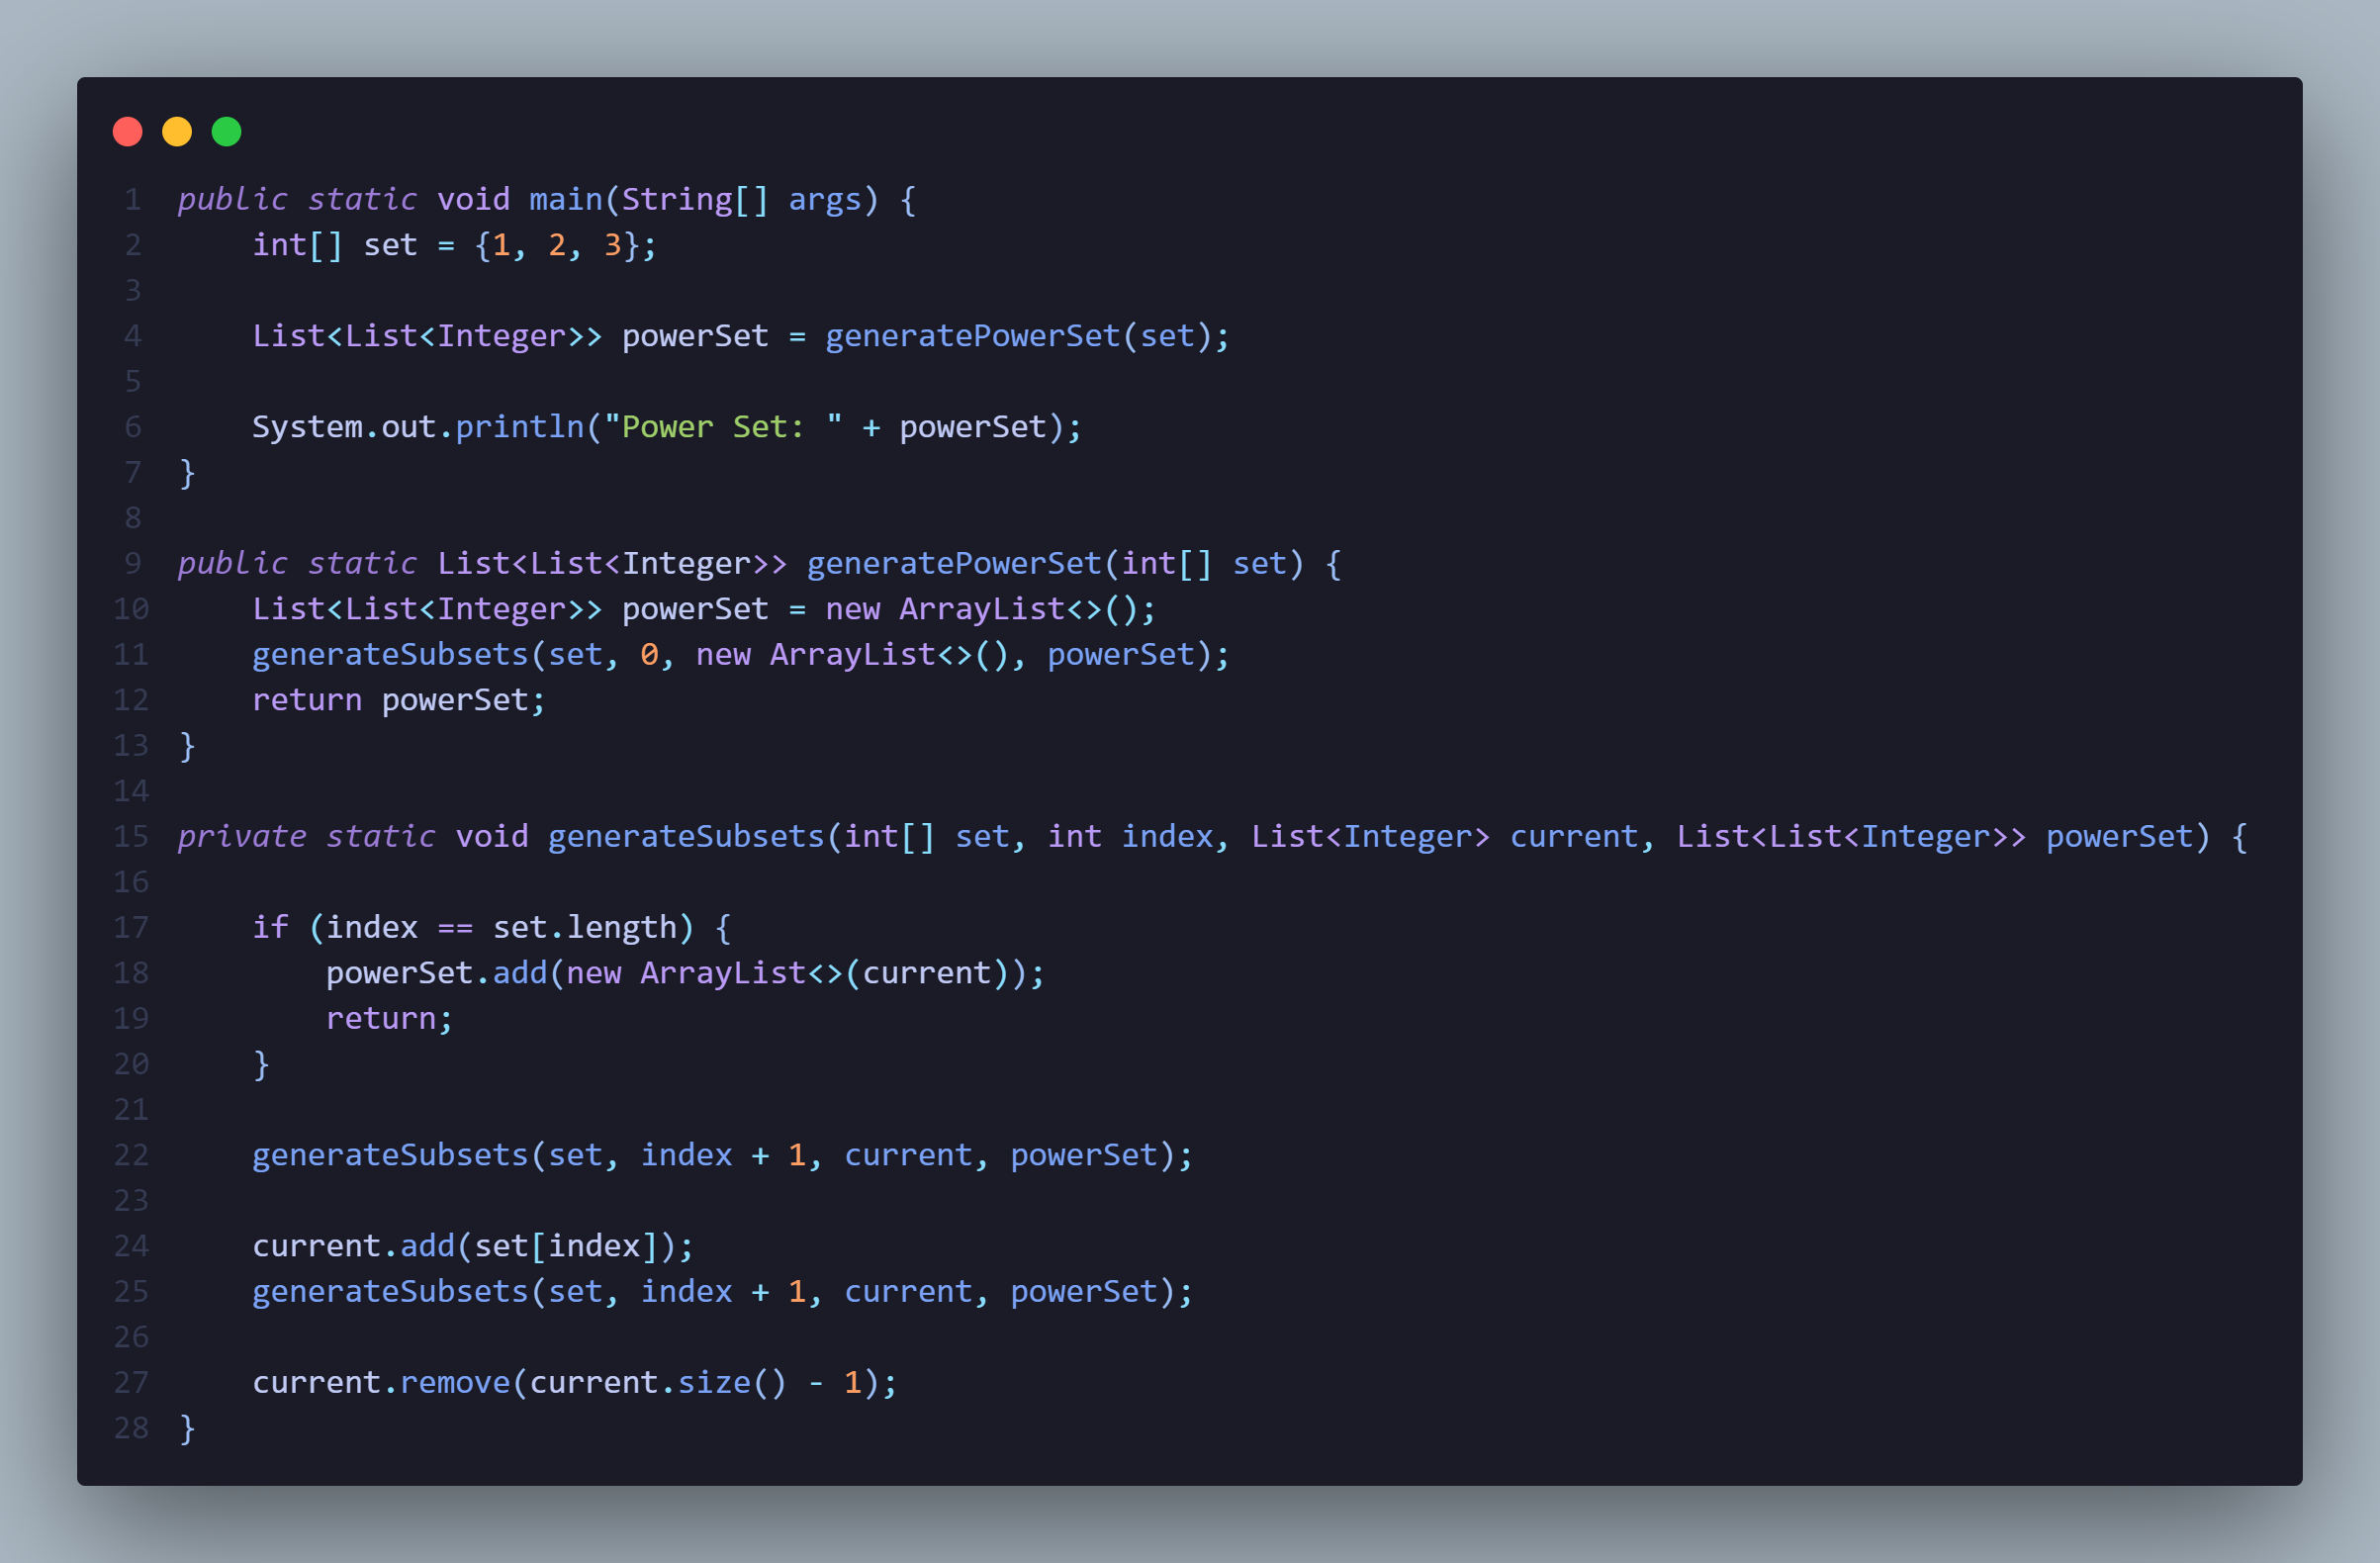 1 public static void main(String[] args) {
2     int[] set = {1, 2, 3};
3
4     List<List<Integer>> powerSet = generatePowerSet(set);
5
6     System.out.println("Power Set: " + powerSet);
7 }
8
9 public static List<List<Integer>> generatePowerSet(int[] set) {
10     List<List<Integer>> powerSet = new ArrayList<>();
11     generateSubsets(set, 0, new ArrayList<>(), powerSet);
12     return powerSet;
13 }
14
15 private static void generateSubsets(int[] set, int index, List<Integer> current, List<List<Integer>> powerSet) {
16
17     if (index == set.length) {
18         powerSet.add(new ArrayList<>(current));
19         return;
20     }
21
22     generateSubsets(set, index + 1, current, powerSet);
23
24     current.add(set[index]);
25     generateSubsets(set, index + 1, current, powerSet);
26
27     current.remove(current.size() - 1);
28 }